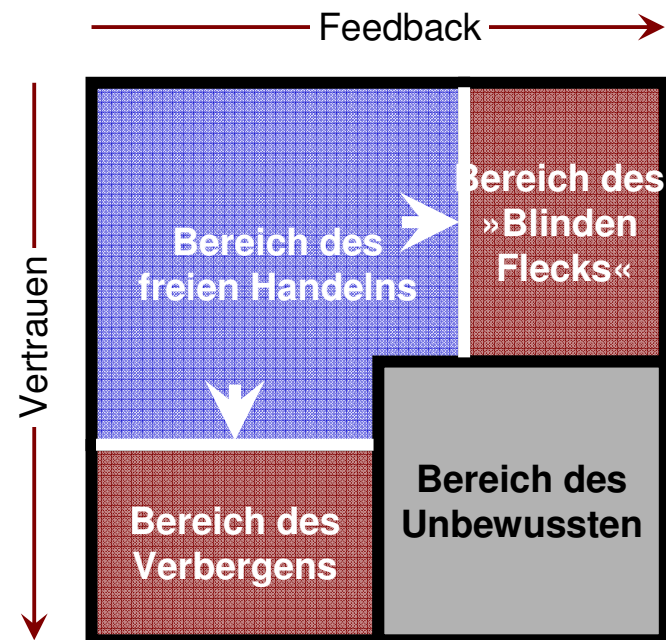 Feedback
Vertrauen
Bereich des
freien Handelns
Bereich des
»Blinden
Flecks«
Bereich des
Verbergens
Bereich des
Unbewussten